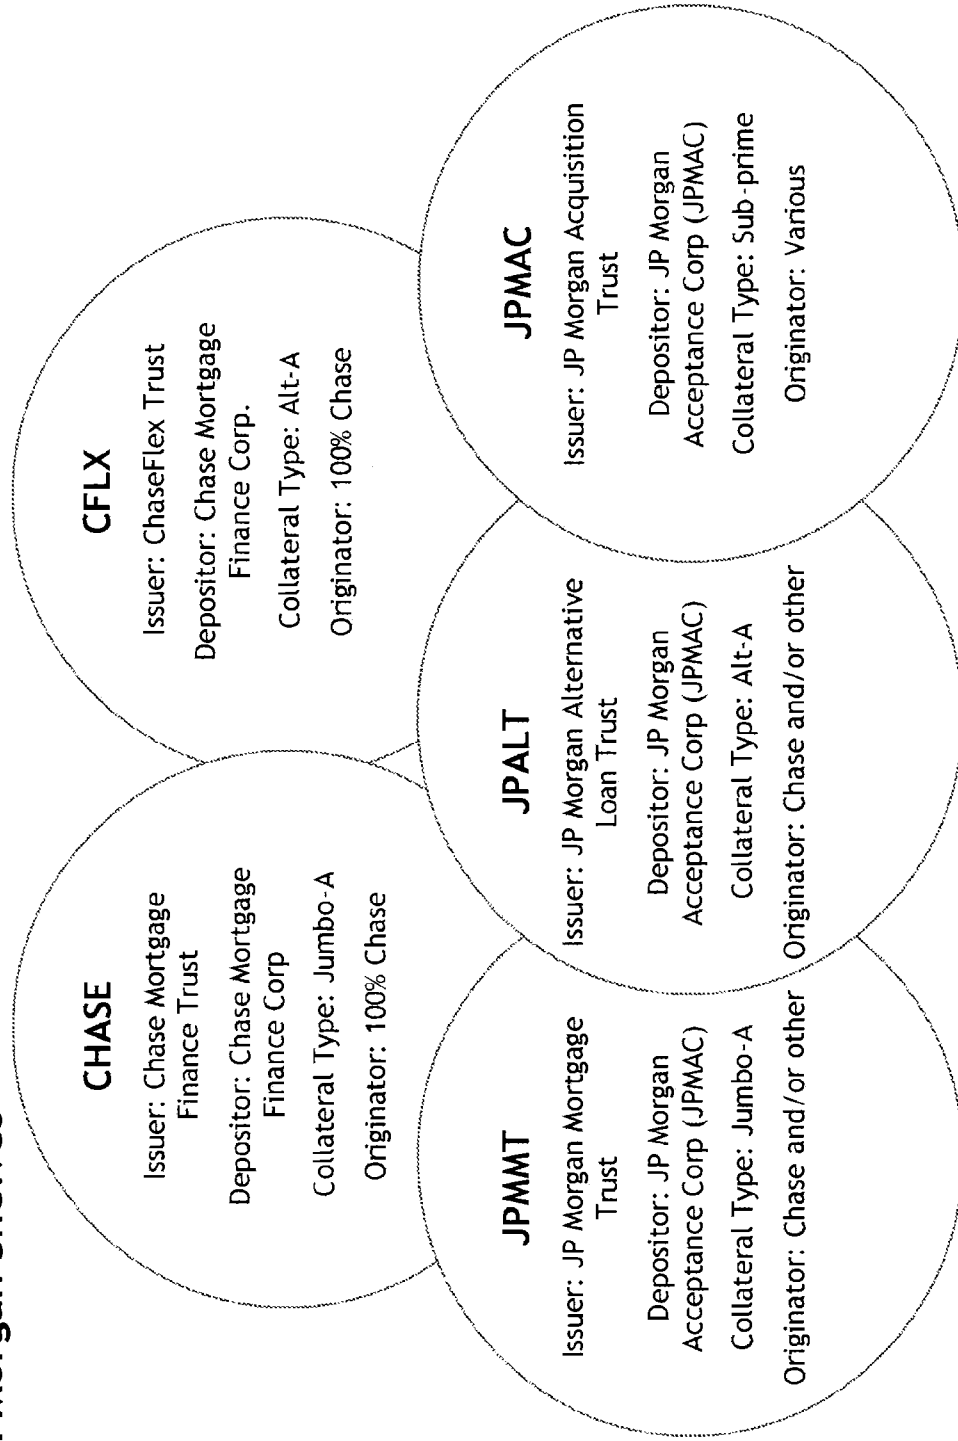 Morgan Shelves
CHASE
Issuer: Chase Mortgage
Finance Trust
Depositor: Chase Mortgage
Finance Corp
Collateral Type: Jumbo-A
Originator: 100% Chase
CFLX
Issuer: ChaseFlex Trust
Depositor: Chase Mortgage
Finance Corp.
Collateral Type: Alt-A
Originator: 100% Chase
JPMMT
Issuer: JP Morgan Mortgage
Trust
Depositor: JP Morgan
Acceptance Corp (JPMAC)
Collateral Type: Jumbo-A
Originator: Chase and/or other
JPALT
Issuer: JP Morgan Alternative
Loan Trust
Depositor: JP Morgan
Acceptance Corp (JPMAC)
Collateral Type: Alt-A
Originator: Chase and/or other
JPMAC
Issuer: JP Morgan Acquisition
Trust
Depositor: JP Morgan
Acceptance Corp (JPMAC)
Collateral Type: Sub-prime
Originator: Various